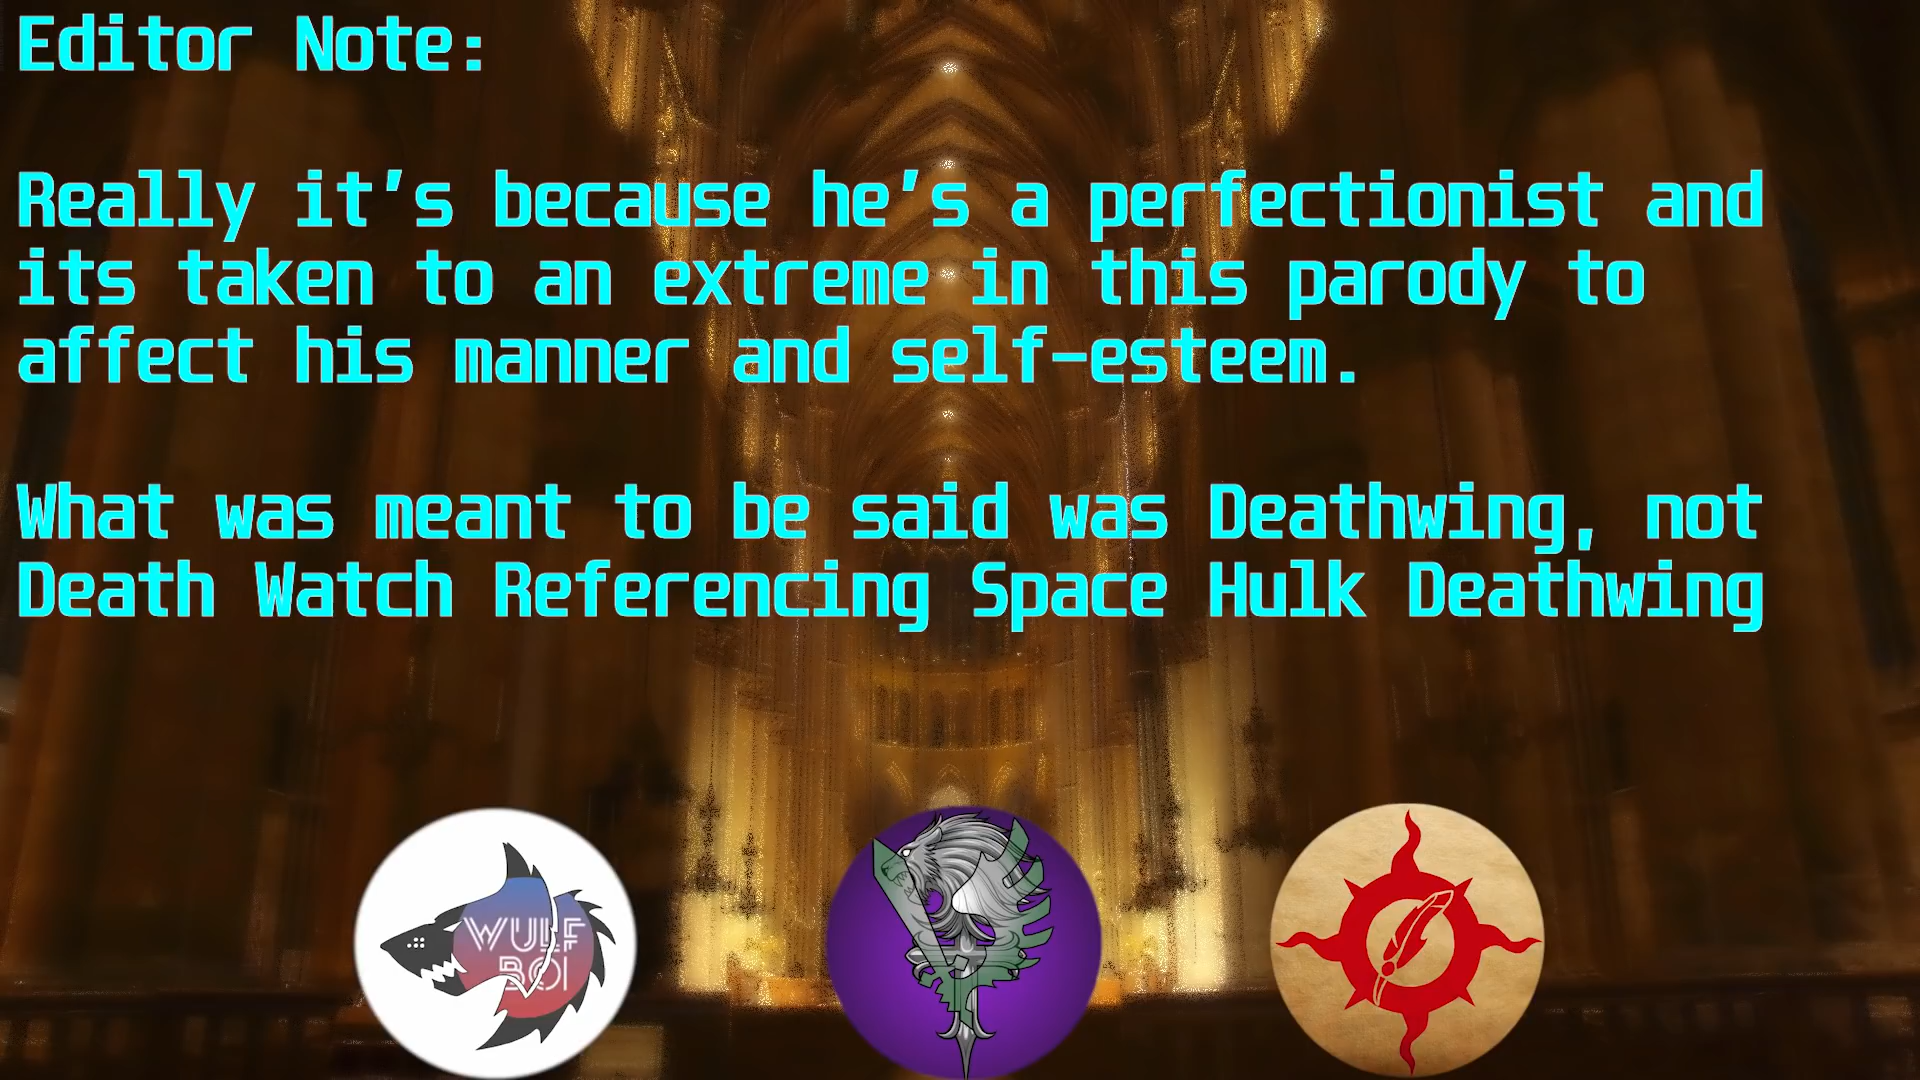 Editor Note:
Really it's because he's a perfectionist and
its taken to an extreme in this parody to
affect his manner and self-esteem.
What was meant to be said was Deathwing, not
Death Watch Referencing Space Hulk Deathwing
WULF
BOI